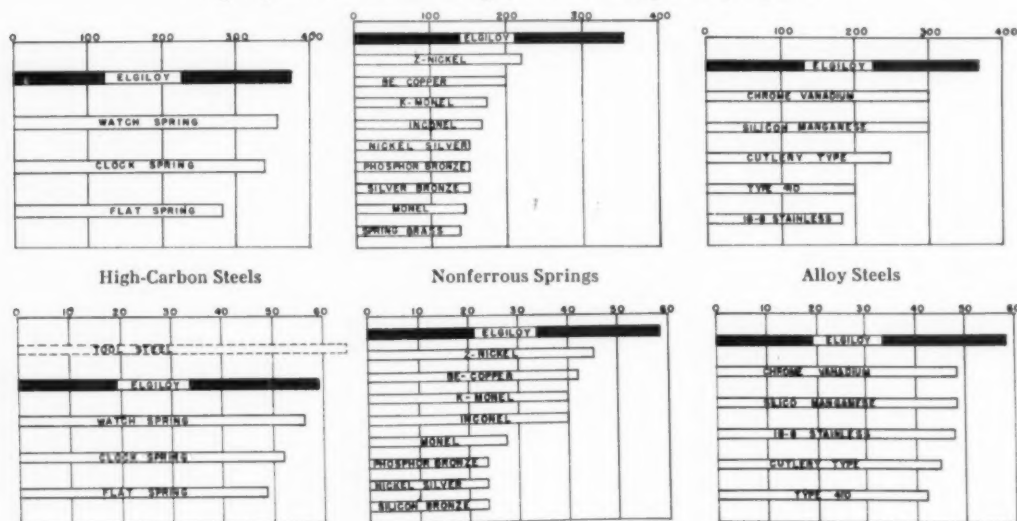 0 100 200 300 400
ELGILOY
WATCH SPRING
CLOCK SPRING
FLAT SPRING
High-Carbon Steels
0 100 200 300 400
ELGILOY
Z-NICKEL
BE COPPER
K-MONEL
INCONEL
NICKEL SILVER
PHOSPHOR BRONZE
SILVER BRONZE
MONEL
SPRING BRASS
Nonferrous Springs
0 100 200 300 400
ELGILOY
CHROME VANADIUM
SILICON MANGANESE
CUTLERY TYPE
TYPE 410
18-8 STAINLESS
Alloy Steels
0 10 20 30 40 50 60
TOOL STEEL
ELGILOY
WATCH SPRING
CLOCK SPRING
FLAT SPRING
0 10 20 30 40 50 60
ELGILOY
Z-NICKEL
BE-COPPER
K-MONEL
INCONEL
MONEL
PHOSPHOR BRONZE
NICKEL SILVER
SILICON BRONZE
0 10 20 30 40 50 60
ELGILOY
CHROME VANADIUM
SILICO MANGANESE
18-8 STAINLESS
CUTLERY TYPE
TYPE 410